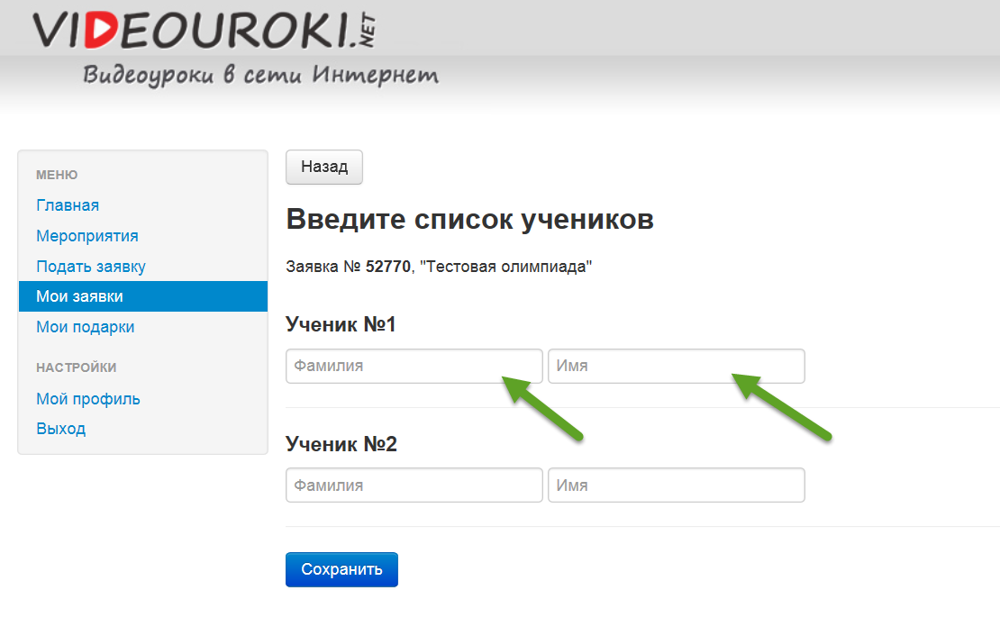 VIDEOUROKI.NET
Видеоуроки в сети Интернет
МЕНЮ
Главная
Мероприятия
Подать заявку
Мои заявки
Мои подарки
НАСТРОЙКИ
Мой профиль
Выход
Назад
Введите список учеников
Заявка № 52770, "Тестовая олимпиада"
Ученик №1
Фамилия Имя
Ученик №2
Фамилия Имя
Сохранить